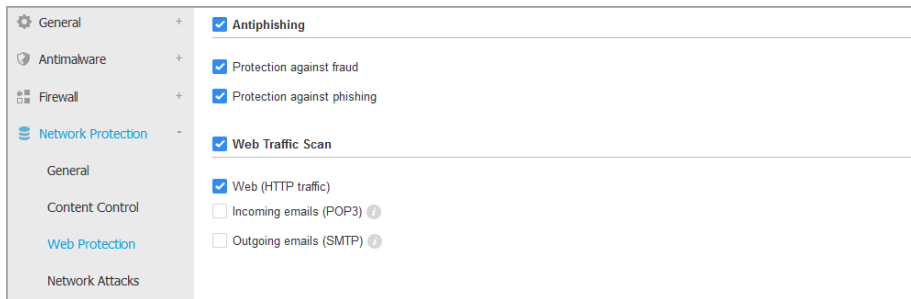 General +
Antimalware +
Firewall +
Network Protection -
General
Content Control
Web Protection
Network Attacks
Antiphishing
Protection against fraud
Protection against phishing
Web Traffic Scan
Web (HTTP traffic)
Incoming emails (POP3) i
Outgoing emails (SMTP) i